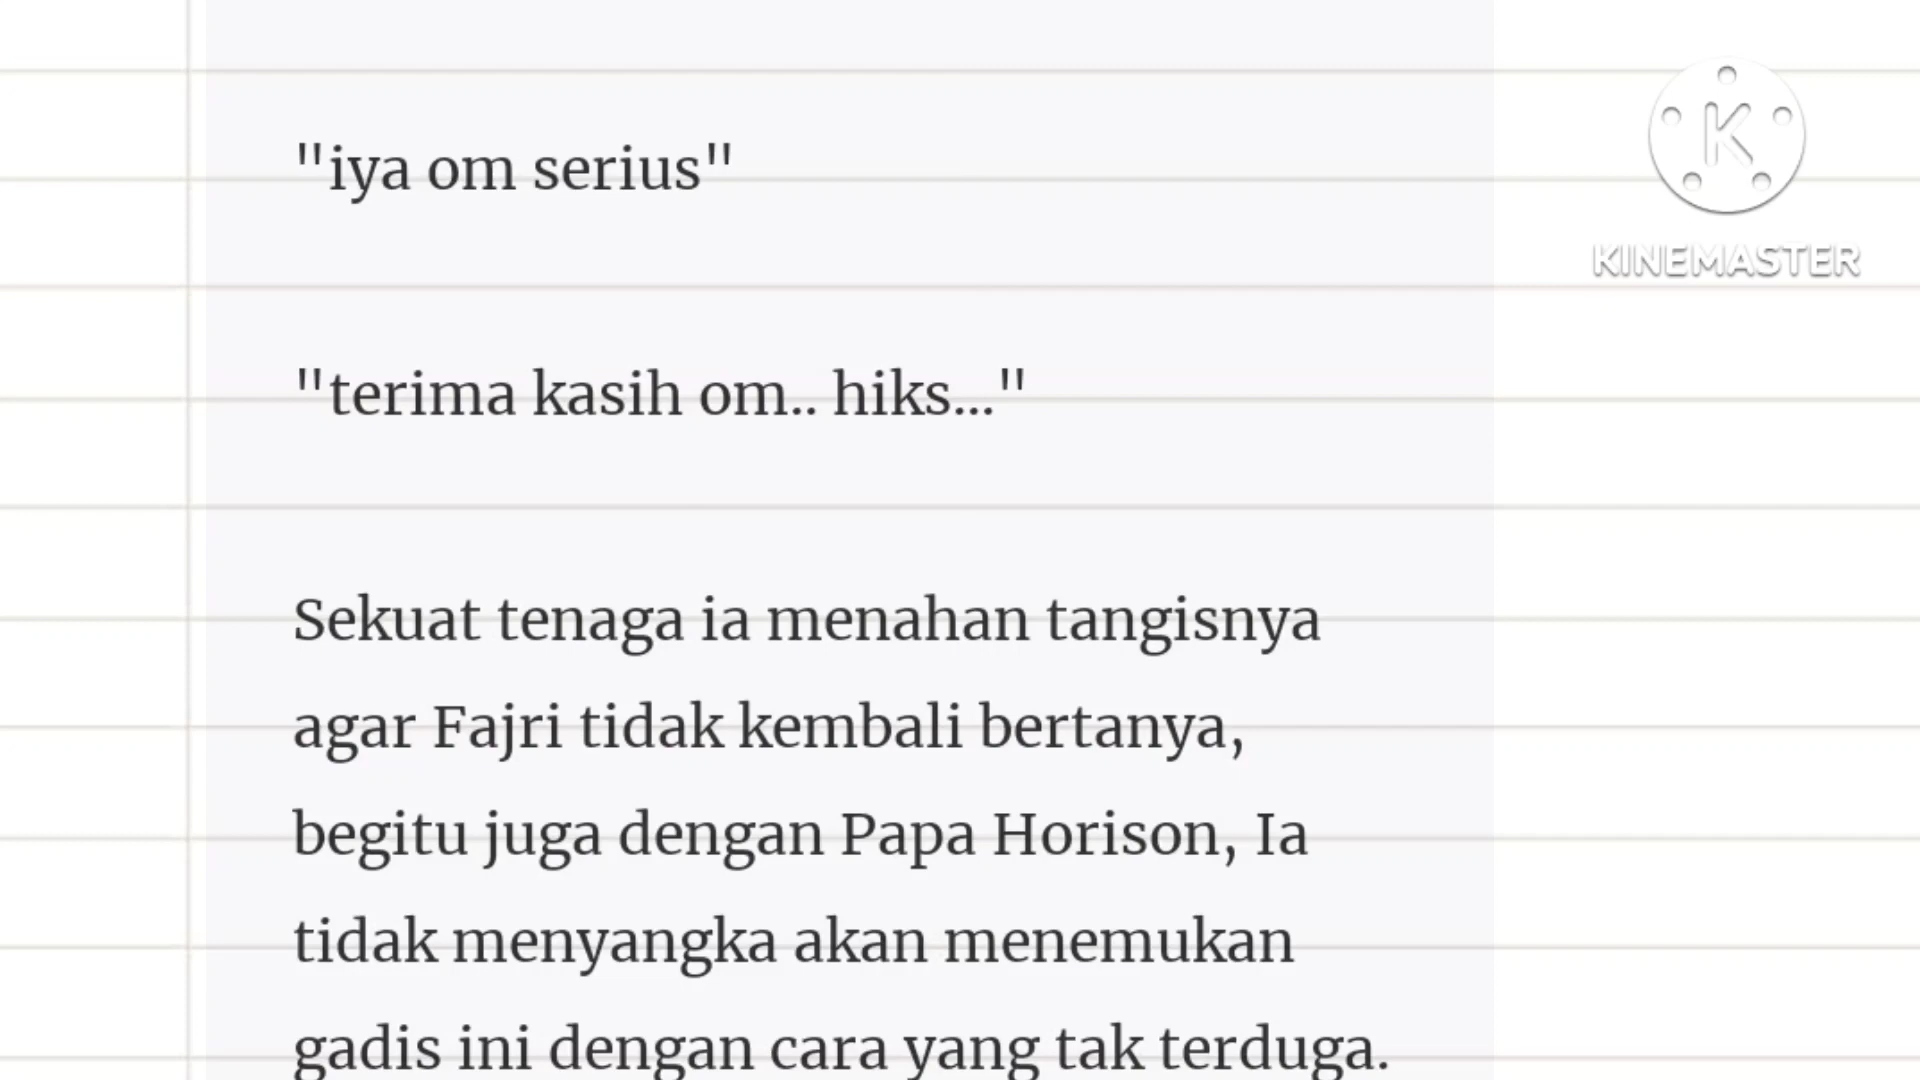 "iya om serius"
KINEMASTER
"terima kasih om.. hiks..."
Sekuat tenaga ia menahan tangisnya
agar Fajri tidak kembali bertanya,
begitu juga dengan Papa Horison, Ia
tidak menyangka akan menemukan
gadis ini dengan cara yang tak terduga.